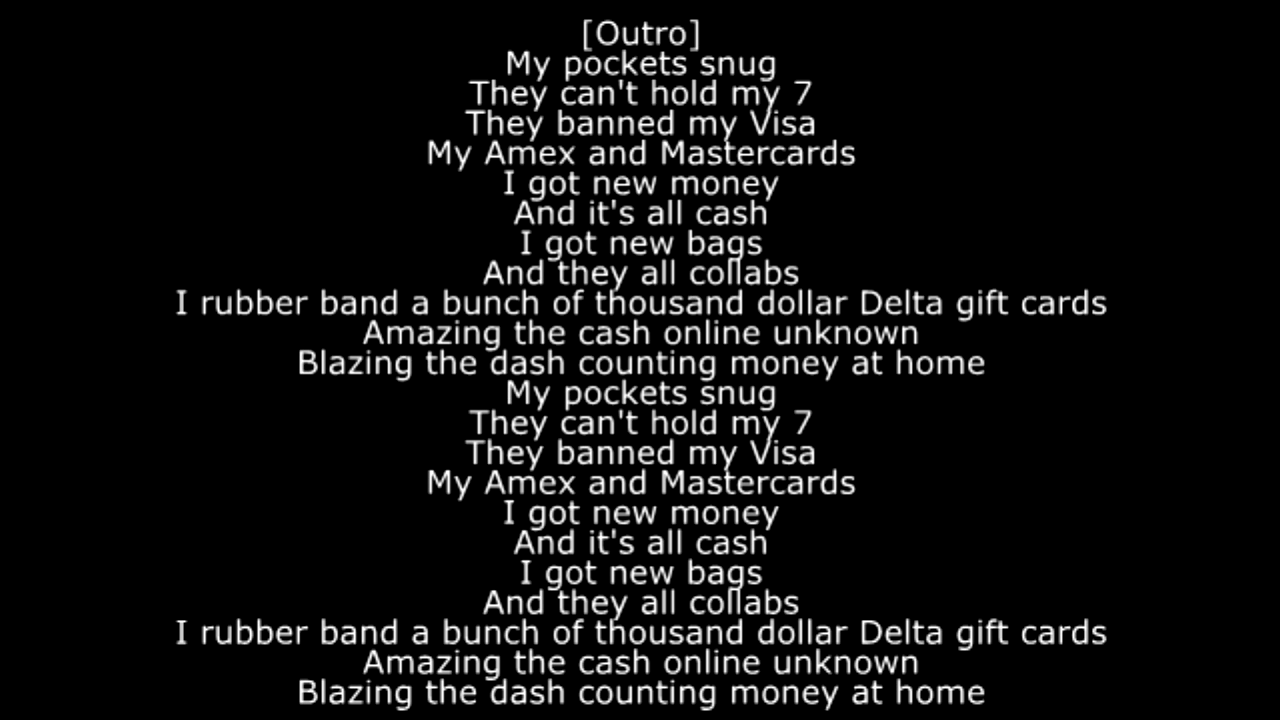 [Outro]
My pockets snug
They can't hold my 7
They banned my Visa
My Amex and Mastercards
I got new money
And it's all cash
I got new bags
And they all collabs
I rubber band a bunch of thousand dollar Delta gift cards
Amazing the cash online unknown
Blazing the dash counting money at home
My pockets snug
They can't hold my 7
They banned my Visa
My Amex and Mastercards
I got new money
And it's all cash
I got new bags
And they all collabs
I rubber band a bunch of thousand dollar Delta gift cards
Amazing the cash online unknown
Blazing the dash counting money at home